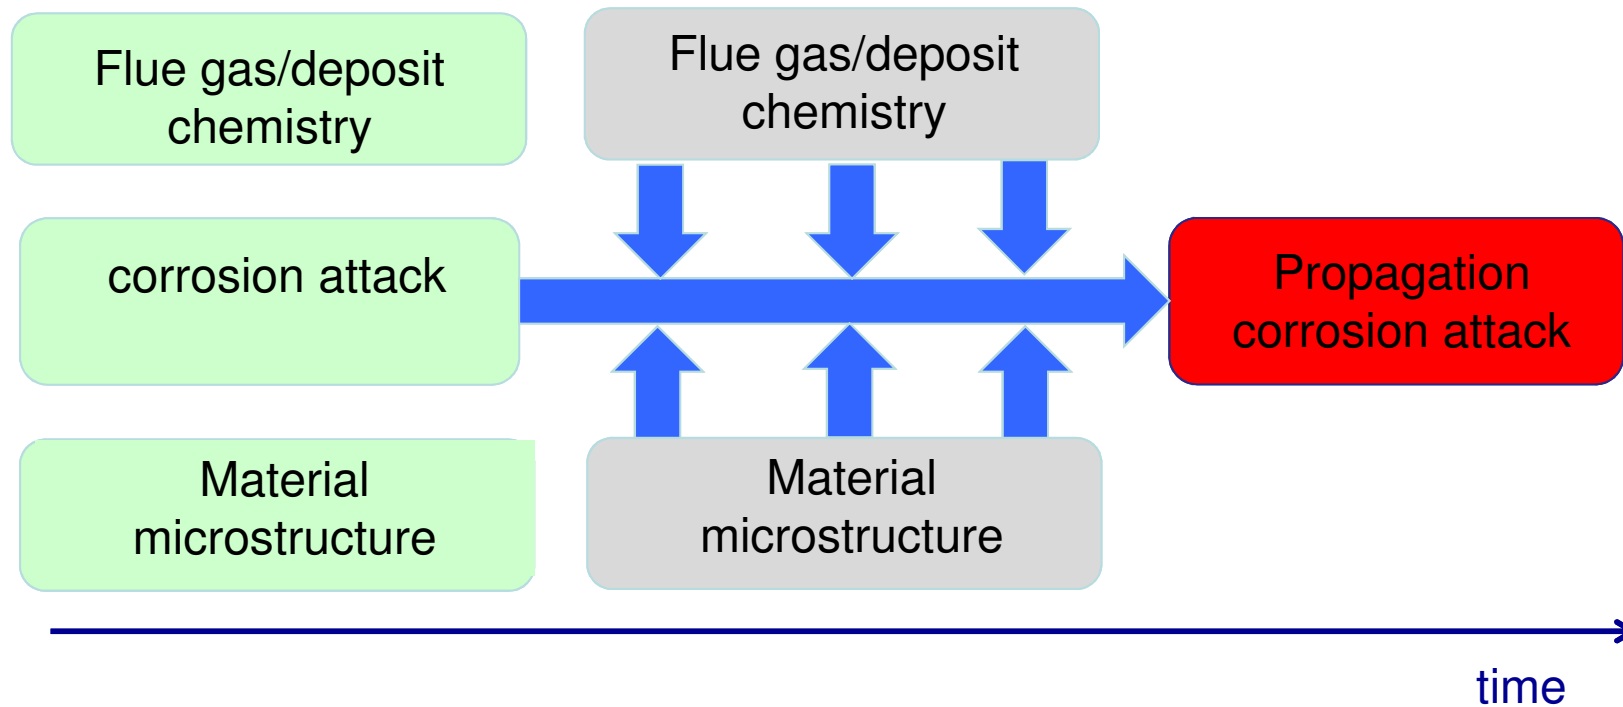 Flue gas/deposit
chemistry
Flue gas/deposit
chemistry
corrosion attack
Propagation
corrosion attack
Material
microstructure
Material
microstructure
time